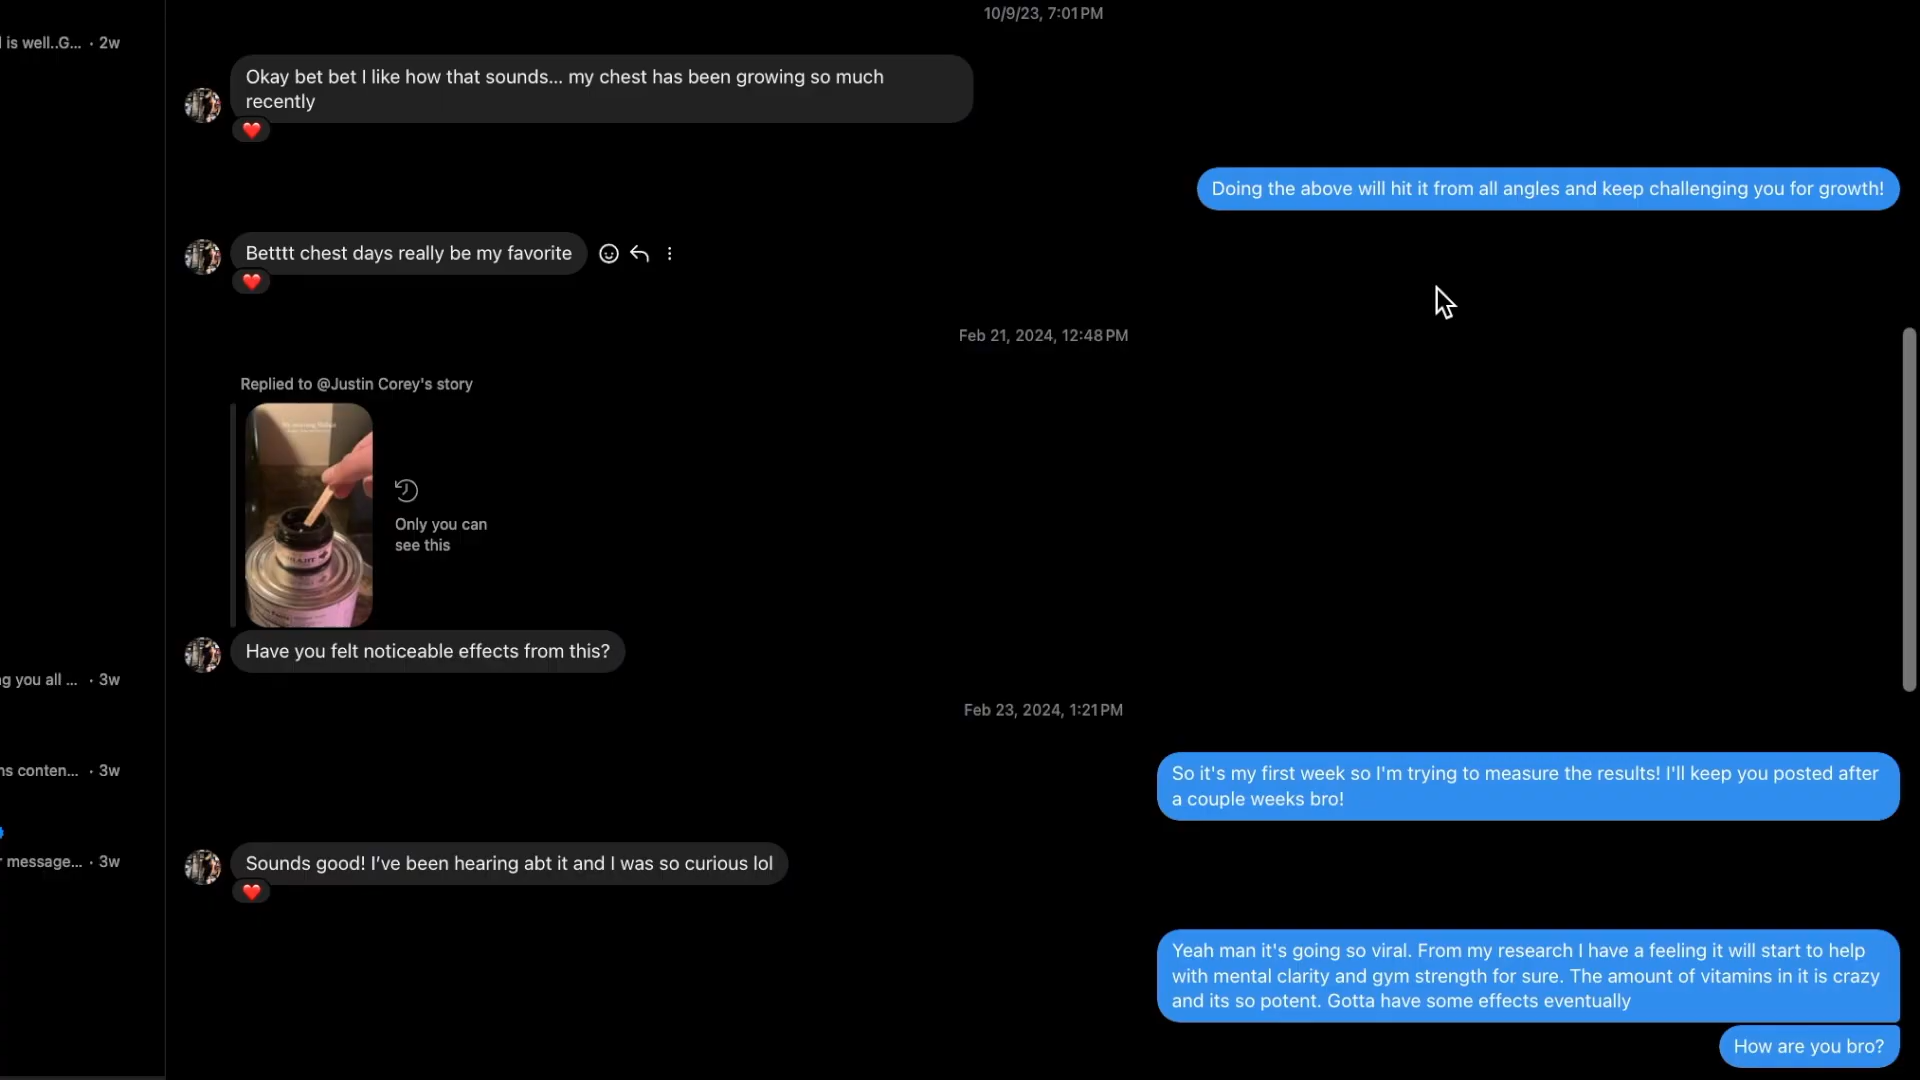 10/9/23, 7:01 PM
is well..G... · 2w
Okay bet bet I like how that sounds... my chest has been growing so much
recently
Doing the above will hit it from all angles and keep challenging you for growth!
Betttt chest days really be my favorite
Feb 21, 2024, 12:48 PM
Replied to @Justin Corey's story
Only you can
see this
Have you felt noticeable effects from this?
g you all ... · 3w
Feb 23, 2024, 1:21 PM
So it's my first week so I'm trying to measure the results! I'll keep you posted after
a couple weeks bro!
ns conten... · 3w
Sounds good! I've been hearing abt it and I was so curious lol
r message... · 3w
Yeah man it's going so viral. From my research I have a feeling it will start to help
with mental clarity and gym strength for sure. The amount of vitamins in it is crazy
and its so potent. Gotta have some effects eventually
How are you bro?